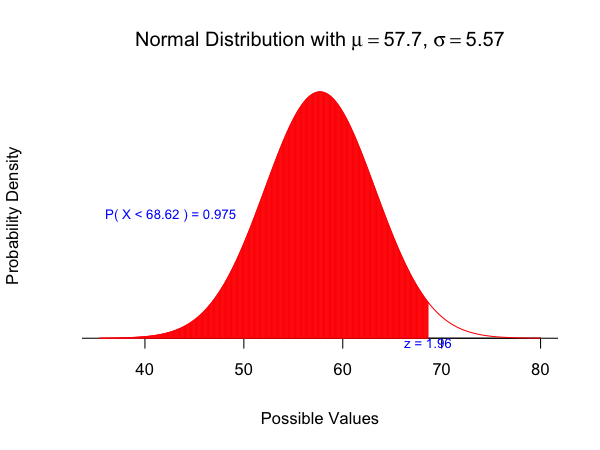 Normal Distribution with μ = 57.7, σ = 5.57
Probability Density
P( X < 68.62 ) = 0.975
z = 1.96
40 50 60 70 80
Possible Values